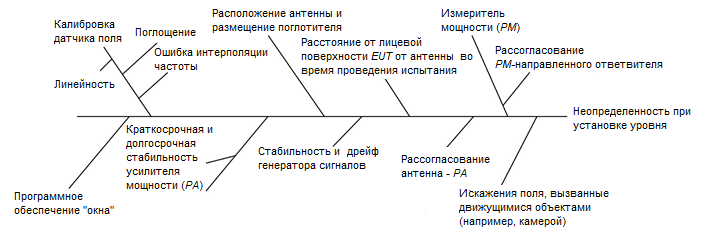 Калибровка
датчика поля
Поглощение
Ошибка интерполяции
частоты
Линейность
Расположение антенны и
размещение поглотителя
Расстояние от лицевой
поверхности EUT от антенны во
время проведения испытания
Измеритель
мощности (PM)
Рассогласование
PM-направленного ответвителя
Неопределенность при
установке уровня
Программное
обеспечение "окна"
Краткосрочная и
долгосрочная
стабильность
усилителя
мощности (PA)
Стабильность и дрейф
генератора сигналов
Рассогласование
антенна - PA
Искажения поля, вызванные
движущимися объектами
(например, камерой)